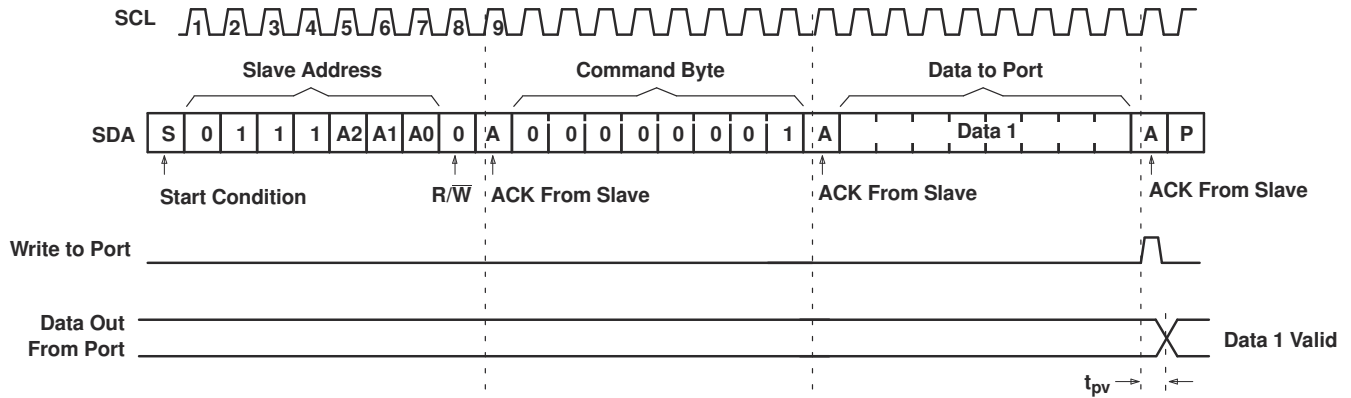 SCL 1 2 3 4 5 6 7 8 9
Slave Address Command Byte Data to Port
SDA S 0 1 1 1 A2 A1 A0 0 A 0 0 0 0 0 0 0 1 A Data 1 A P
Start Condition R/W̅ ACK From Slave ACK From Slave ACK From Slave
Write to Port
Data Out
From Port
Data 1 Valid
tpv